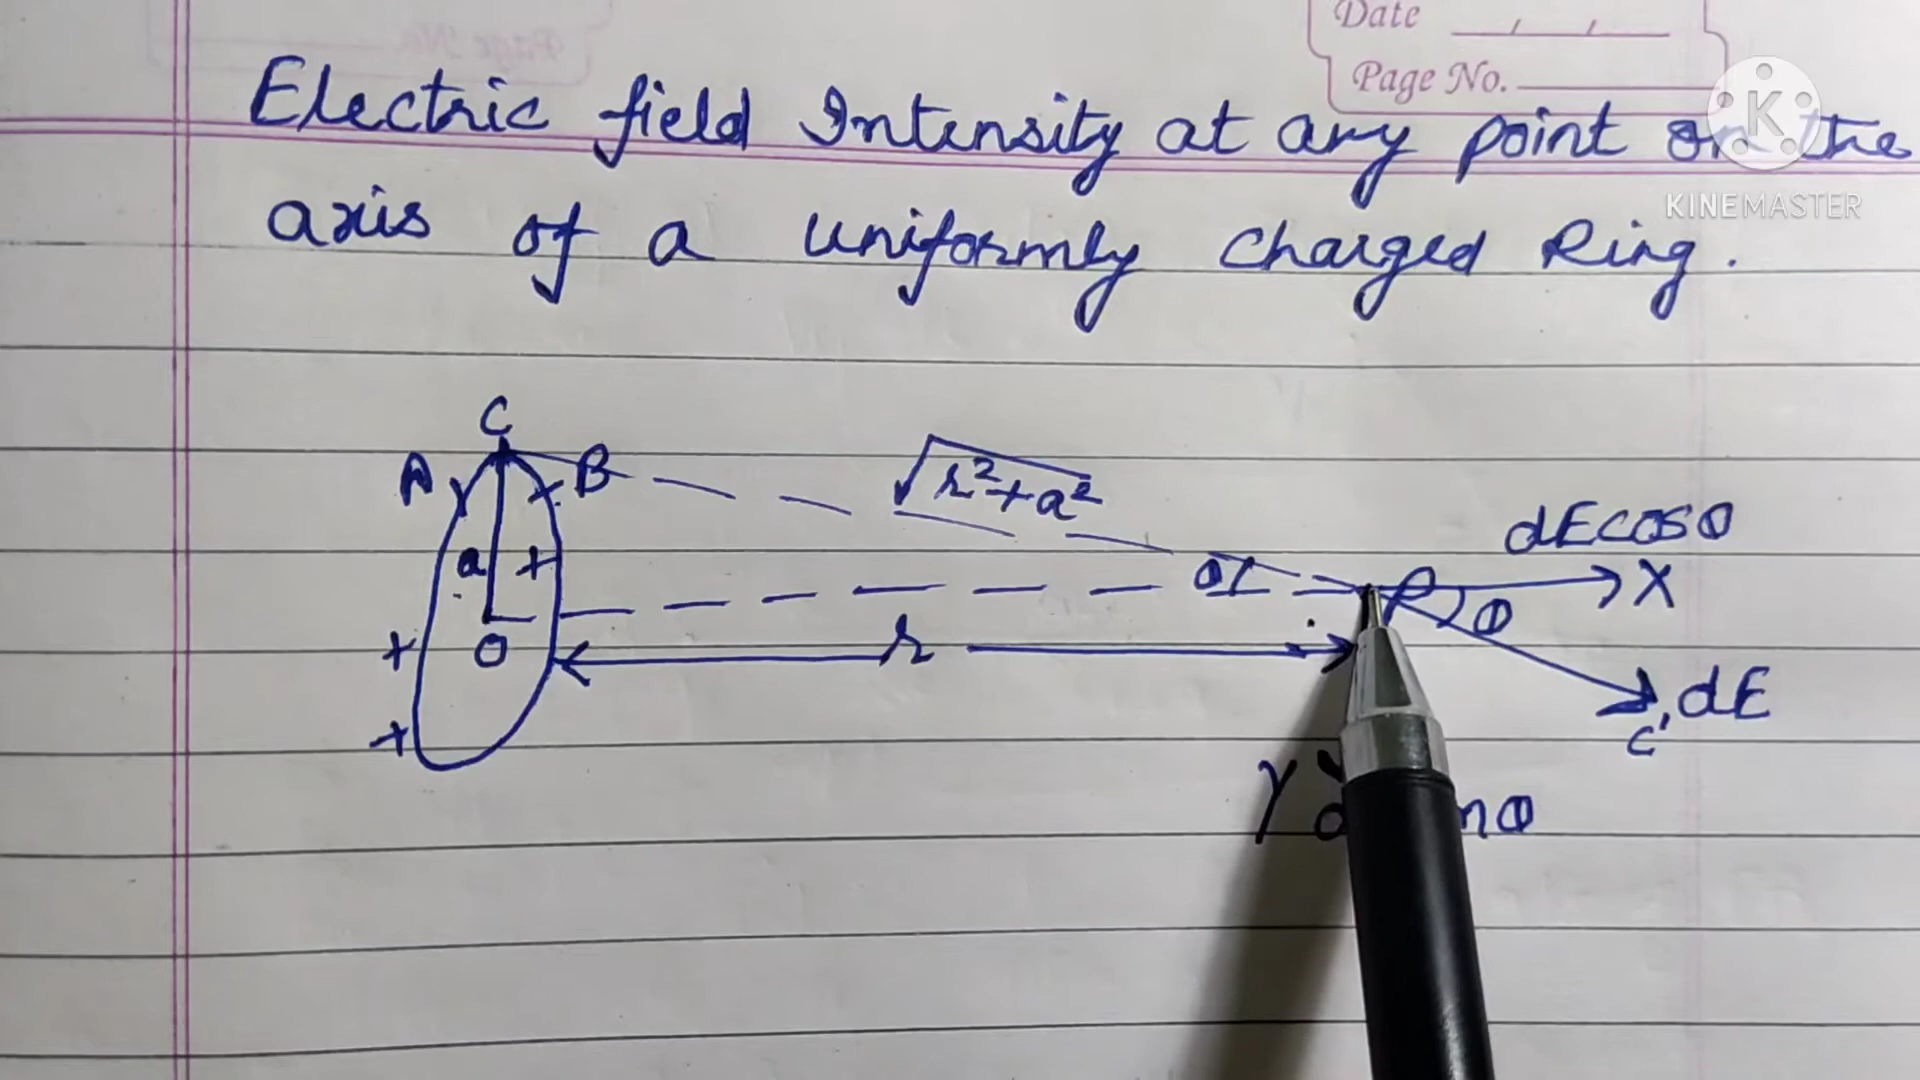 Date / /
Page No.
K
KINEMASTER
Electric field Intensity at any point on the
axis of a uniformly charged Ring.
C
A
B
√r²+a²
dEcosθ
a
+
θ
P
X
θ
O
r
+
+
dE
C'
Y
nθ